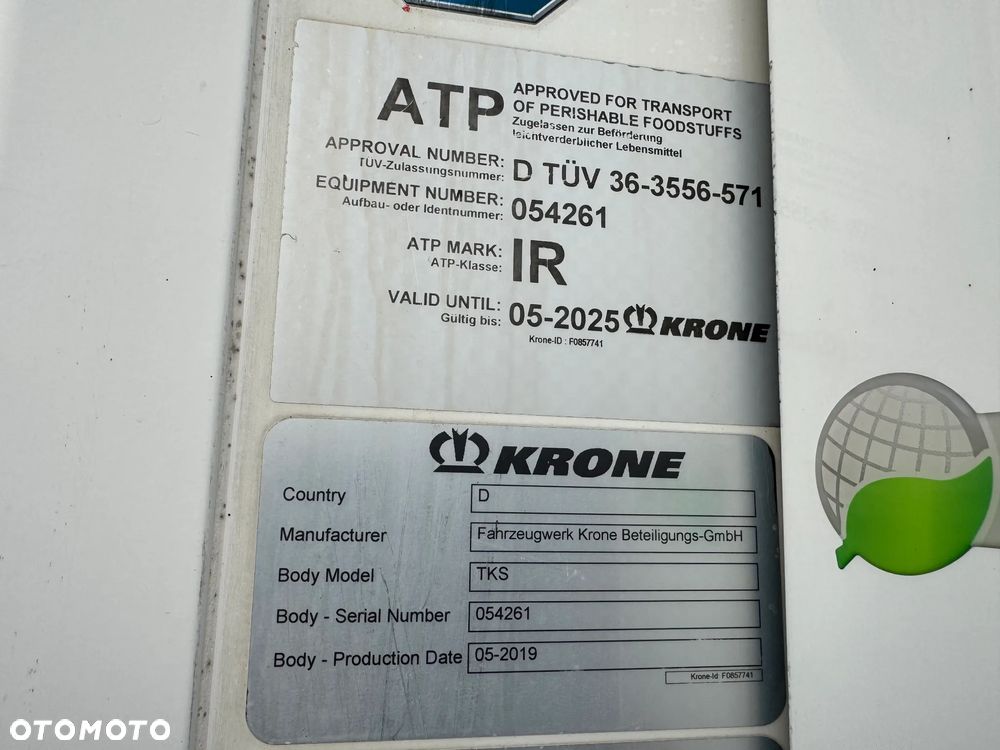 ATP
APPROVED FOR TRANSPORT
OF PERISHABLE FOODSTUFFS
Zugelassen zur Beförderung
leichtverderblicher Lebensmittel
APPROVAL NUMBER: D TÜV 36-3556-571
TÜV-Zulassungsnummer:
EQUIPMENT NUMBER: 054261
Aufbau- oder Identnummer:
ATP MARK: IR
ATP-Klasse:
VALID UNTIL: 05-2025 KRONE
Gültig bis:
Krone-ID : F0857741
KRONE
Country D
Manufacturer Fahrzeugwerk Krone Beteiligungs-GmbH
Body Model TKS
Body - Serial Number 054261
Body - Production Date 05-2019
Krone-Id F0857741
OTOMOTO